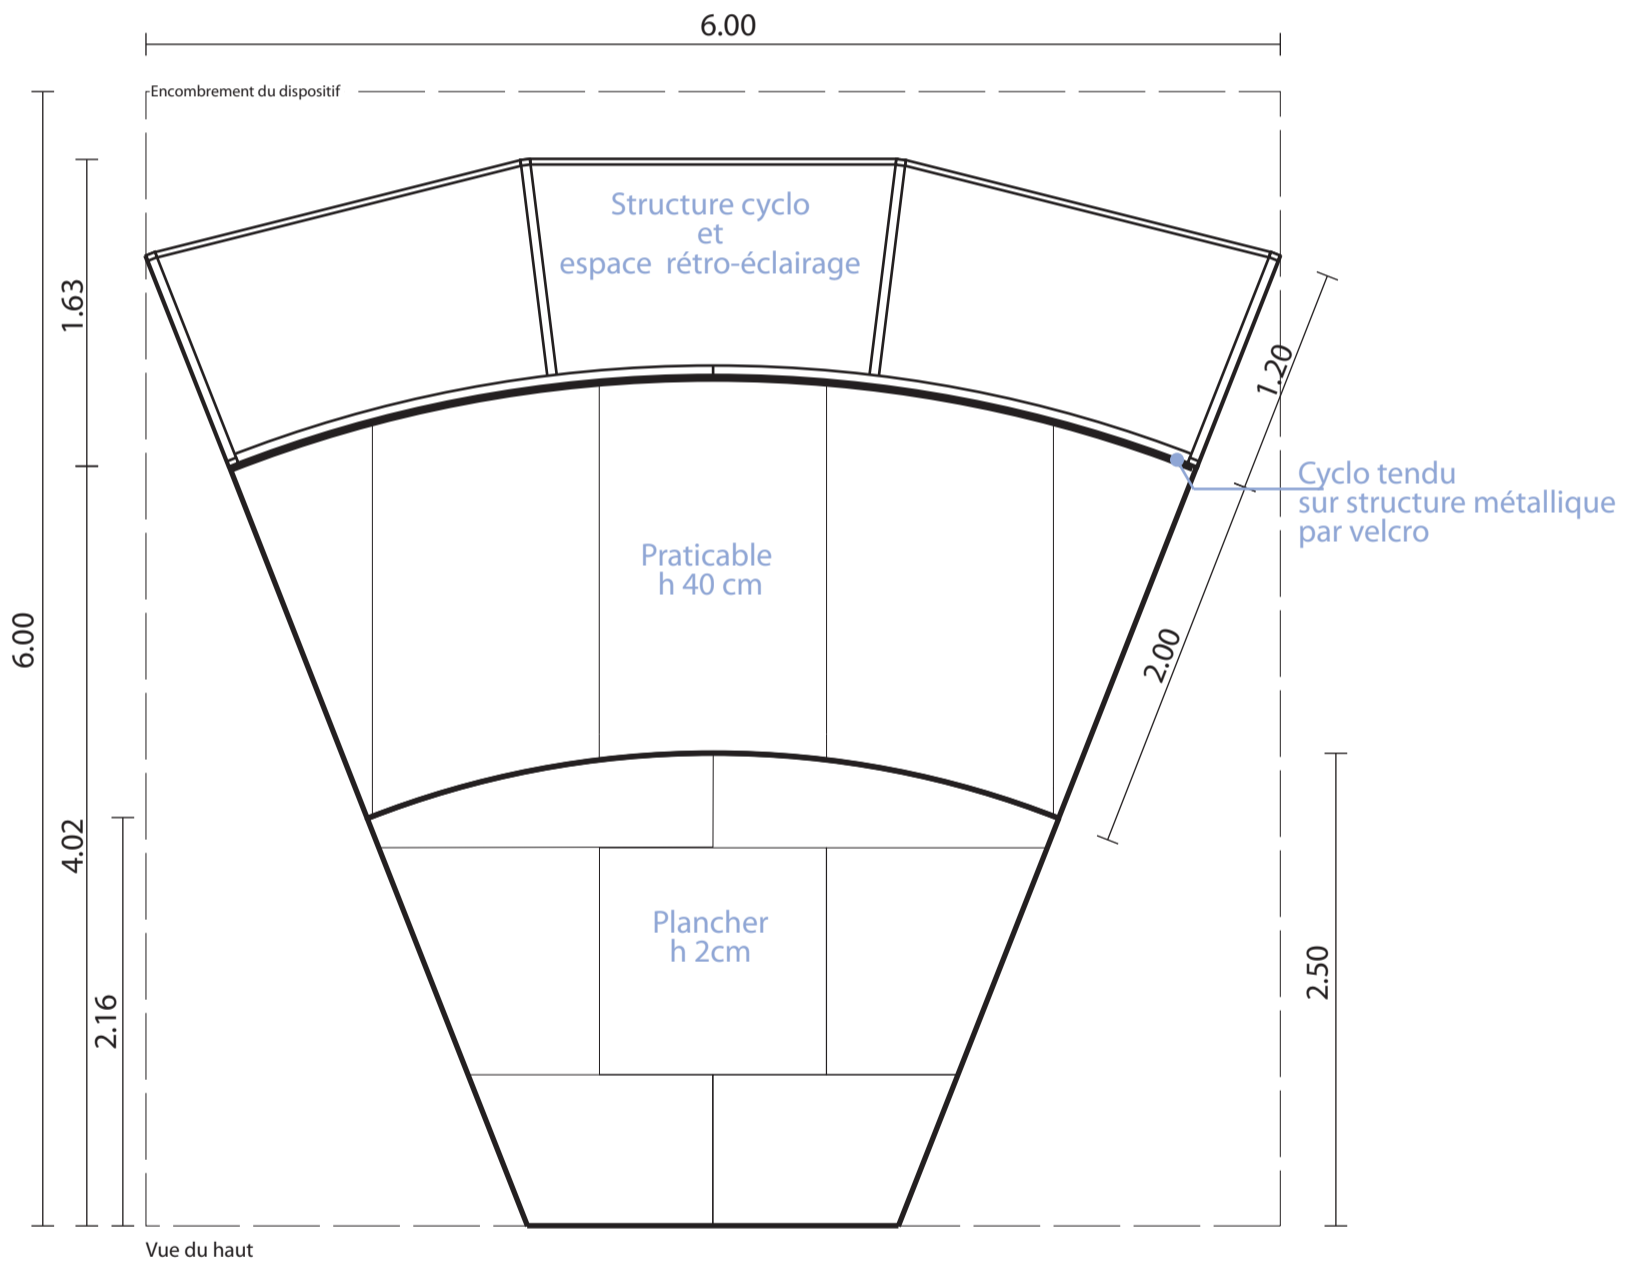 6.00
Encombrement du dispositif
Structure cyclo
et
espace rétro-éclairage
1.63
1.20
Cyclo tendu
sur structure métallique
par velcro
Praticable
h 40 cm
6.00
2.00
4.02
Plancher
h 2cm
2.50
2.16
Vue du haut